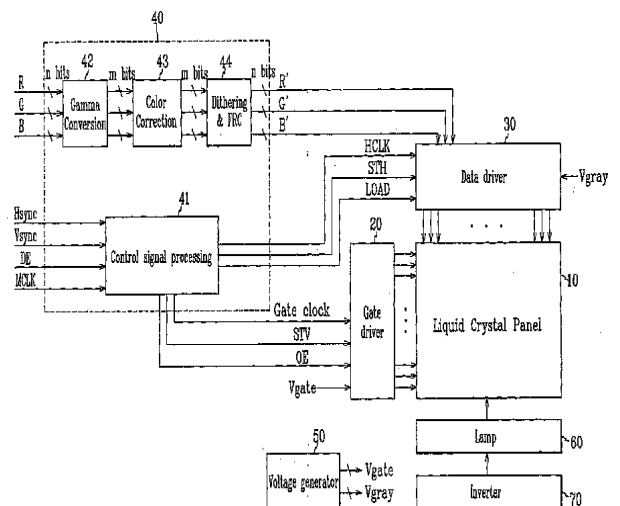 40
n bits 42 m bits 43 m bits 44 n bits
R
G
B
Gamma
Conversion
Color
Correction
Dithering
& FRC
R'
G'
B'
30
HCLK
STH
LOAD
Data driver
Vgray
41
Hsync
Vsync
DE
MCLK
Control signal processing
20
Gate
driver
10
Liquid Crystal Panel
Gate clock
STV
OE
Vgate
Lamp
60
50
Voltage generator
Vgate
Vgray
Inverter
70